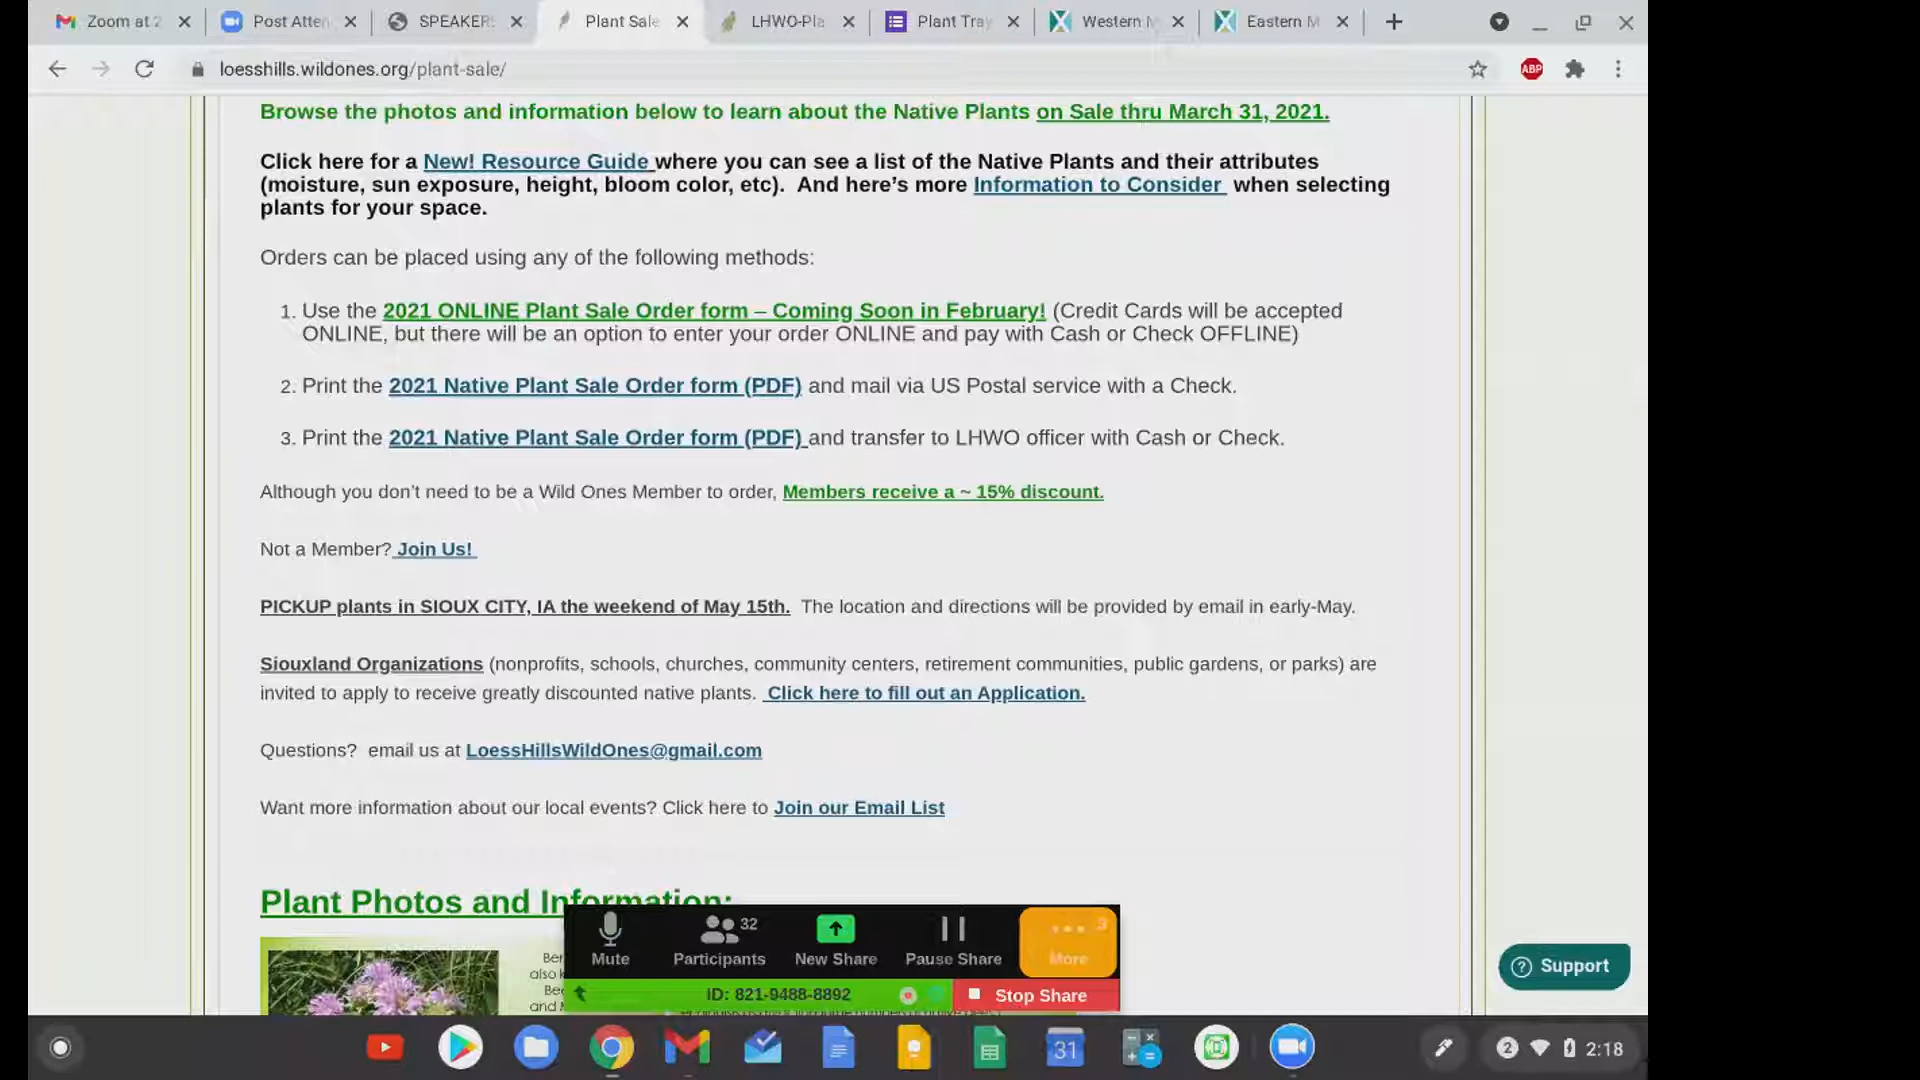 Zoom at 2
Post Atten
SPEAKER
Plant Sale
LHWO-Pla
Plant Tray
Western M
Eastern M
loesshills.wildones.org/plant-sale/
ABP
Browse the photos and information below to learn about the Native Plants on Sale thru March 31, 2021.
Click here for a New! Resource Guide where you can see a list of the Native Plants and their attributes
(moisture, sun exposure, height, bloom color, etc).  And here’s more Information to Consider  when selecting
plants for your space.
Orders can be placed using any of the following methods:
1. Use the 2021 ONLINE Plant Sale Order form – Coming Soon in February! (Credit Cards will be accepted
ONLINE, but there will be an option to enter your order ONLINE and pay with Cash or Check OFFLINE)
2. Print the 2021 Native Plant Sale Order form (PDF) and mail via US Postal service with a Check.
3. Print the 2021 Native Plant Sale Order form (PDF) and transfer to LHWO officer with Cash or Check.
Although you don’t need to be a Wild Ones Member to order, Members receive a ~ 15% discount.
Not a Member? Join Us!
PICKUP plants in SIOUX CITY, IA the weekend of May 15th.  The location and directions will be provided by email in early-May.
Siouxland Organizations (nonprofits, schools, churches, community centers, retirement communities, public gardens, or parks) are
invited to apply to receive greatly discounted native plants.  Click here to fill out an Application.
Questions?  email us at LoessHillsWildOnes@gmail.com
Want more information about our local events? Click here to Join our Email List
Plant Photos and Information:
Ber
also k
Be
and M
32
3
Mute
Participants
New Share
Pause Share
More
ID: 821-9488-8892
Stop Share
Support
31
2
2:18